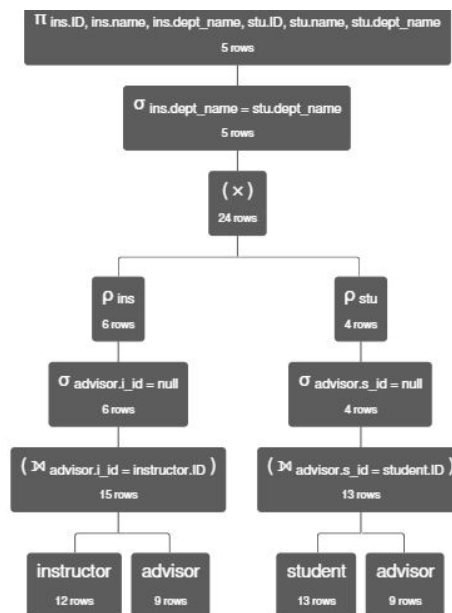 π ins.ID, ins.name, ins.dept_name, stu.ID, stu.name, stu.dept_name
5 rows
σ ins.dept_name = stu.dept_name
5 rows
( × )
24 rows
ρ ins
6 rows
ρ stu
4 rows
σ advisor.i_id = null
6 rows
σ advisor.s_id = null
4 rows
( ⟕ advisor.i_id = instructor.ID )
15 rows
( ⟕ advisor.s_id = student.ID )
13 rows
instructor
12 rows
advisor
9 rows
student
13 rows
advisor
9 rows